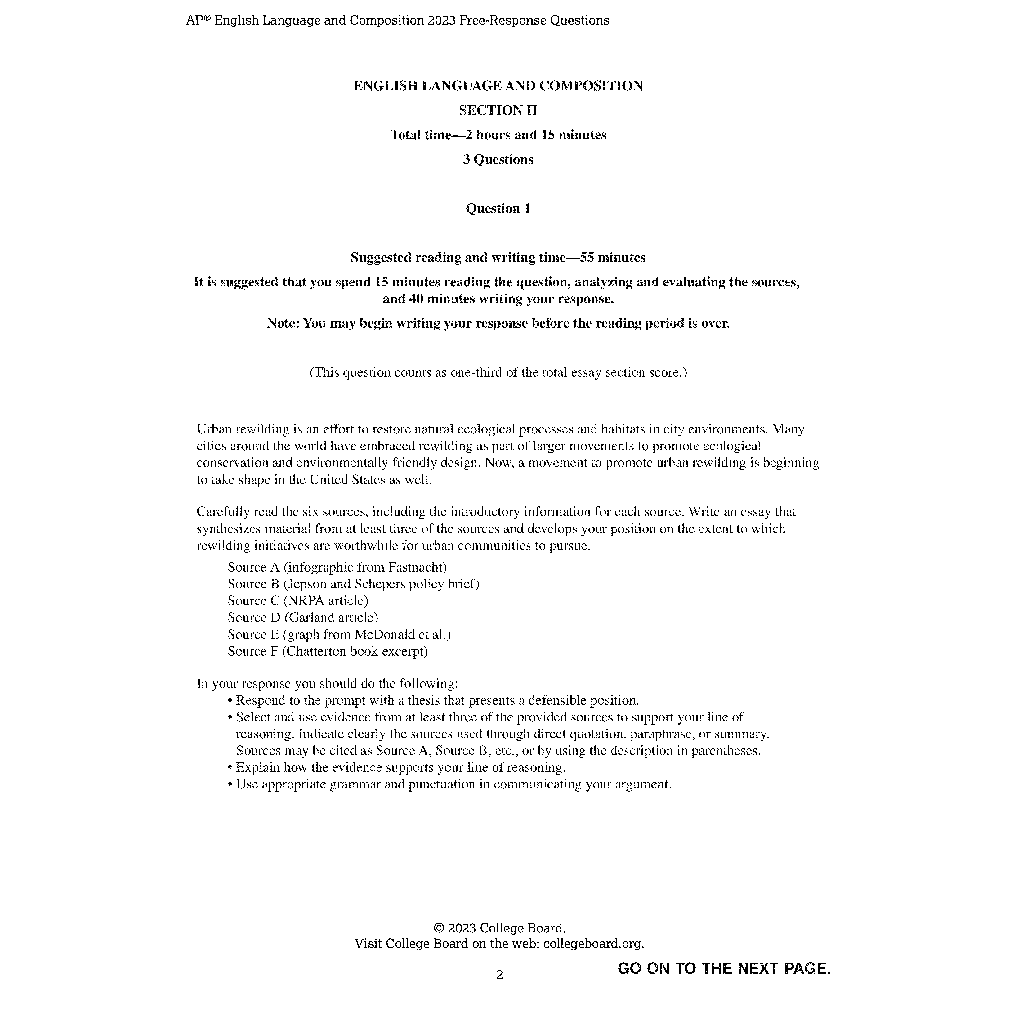 AP® English Language and Composition 2023 Free-Response Questions
ENGLISH LANGUAGE AND COMPOSITION
SECTION II
Total time—2 hours and 15 minutes
3 Questions
Question 1
Suggested reading and writing time—55 minutes
It is suggested that you spend 15 minutes reading the question, analyzing and evaluating the sources,
and 40 minutes writing your response.
Note: You may begin writing your response before the reading period is over.
(This question counts as one-third of the total essay section score.)
Urban rewilding is an effort to restore natural ecological processes and habitats in city environments. Many
cities around the world have embraced rewilding as part of larger movements to promote ecological
conservation and environmentally friendly design. Now, a movement to promote urban rewilding is beginning
to take shape in the United States as well.
Carefully read the six sources, including the introductory information for each source. Write an essay that
synthesizes material from at least three of the sources and develops your position on the extent to which
rewilding initiatives are worthwhile for urban communities to pursue.
Source A (infographic from Fastnacht)
Source B (Jepson and Schepers policy brief)
Source C (NRPA article)
Source D (Garland article)
Source E (graph from McDonald et al.)
Source F (Chatterton book excerpt)
In your response you should do the following:
• Respond to the prompt with a thesis that presents a defensible position.
• Select and use evidence from at least three of the provided sources to support your line of
reasoning. Indicate clearly the sources used through direct quotation, paraphrase, or summary.
Sources may be cited as Source A, Source B, etc., or by using the description in parentheses.
• Explain how the evidence supports your line of reasoning.
• Use appropriate grammar and punctuation in communicating your argument.
© 2023 College Board.
Visit College Board on the web: collegeboard.org.
GO ON TO THE NEXT PAGE.
2